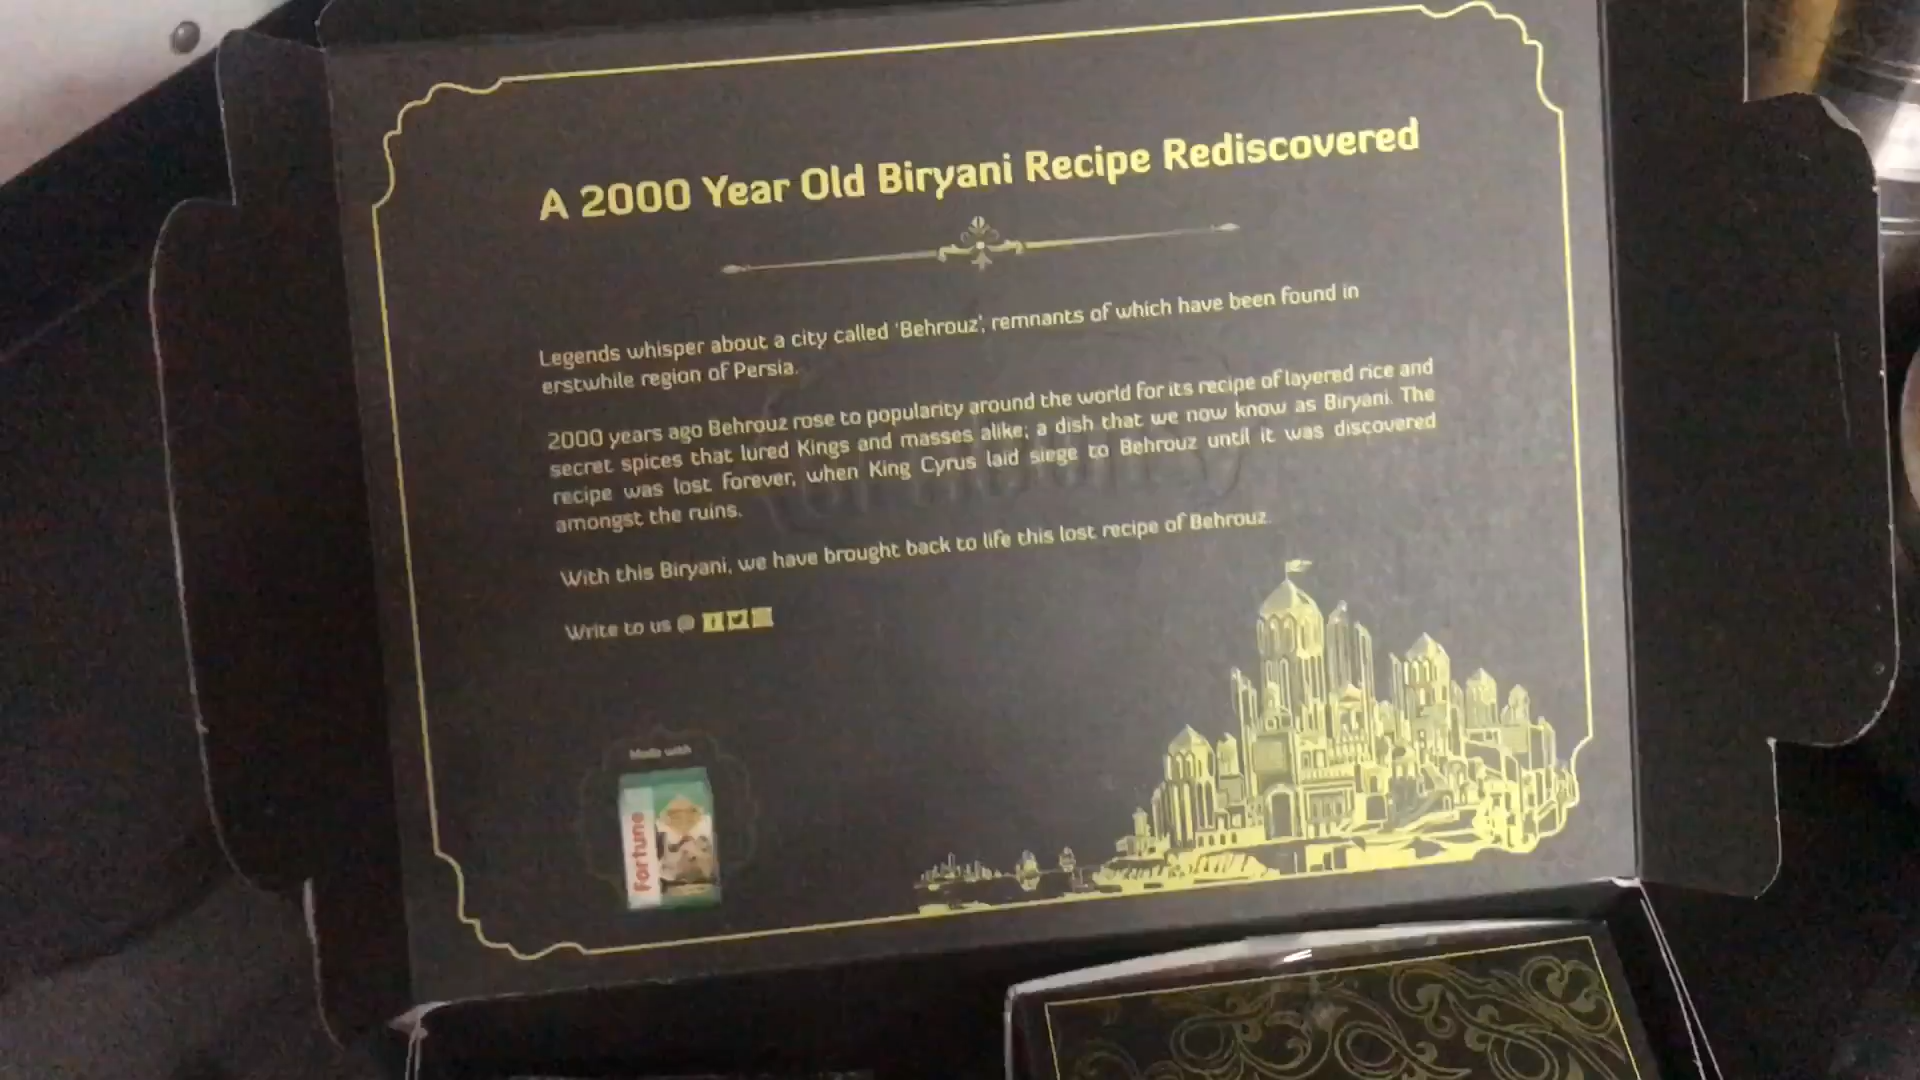 A 2000 Year Old Biryani Recipe Rediscovered
Legends whisper about a city called 'Behrouz', remnants of which have been found in
erstwhile region of Persia.
2000 years ago Behrouz rose to popularity around the world for its recipe of layered rice and
secret spices that lured Kings and masses alike; a dish that we now know as Biryani. The
recipe was lost forever, when King Cyrus laid siege to Behrouz until it was discovered
amongst the ruins.
With this Biryani, we have brought back to life this lost recipe of Behrouz.
Write to us @
Made with
Fortune